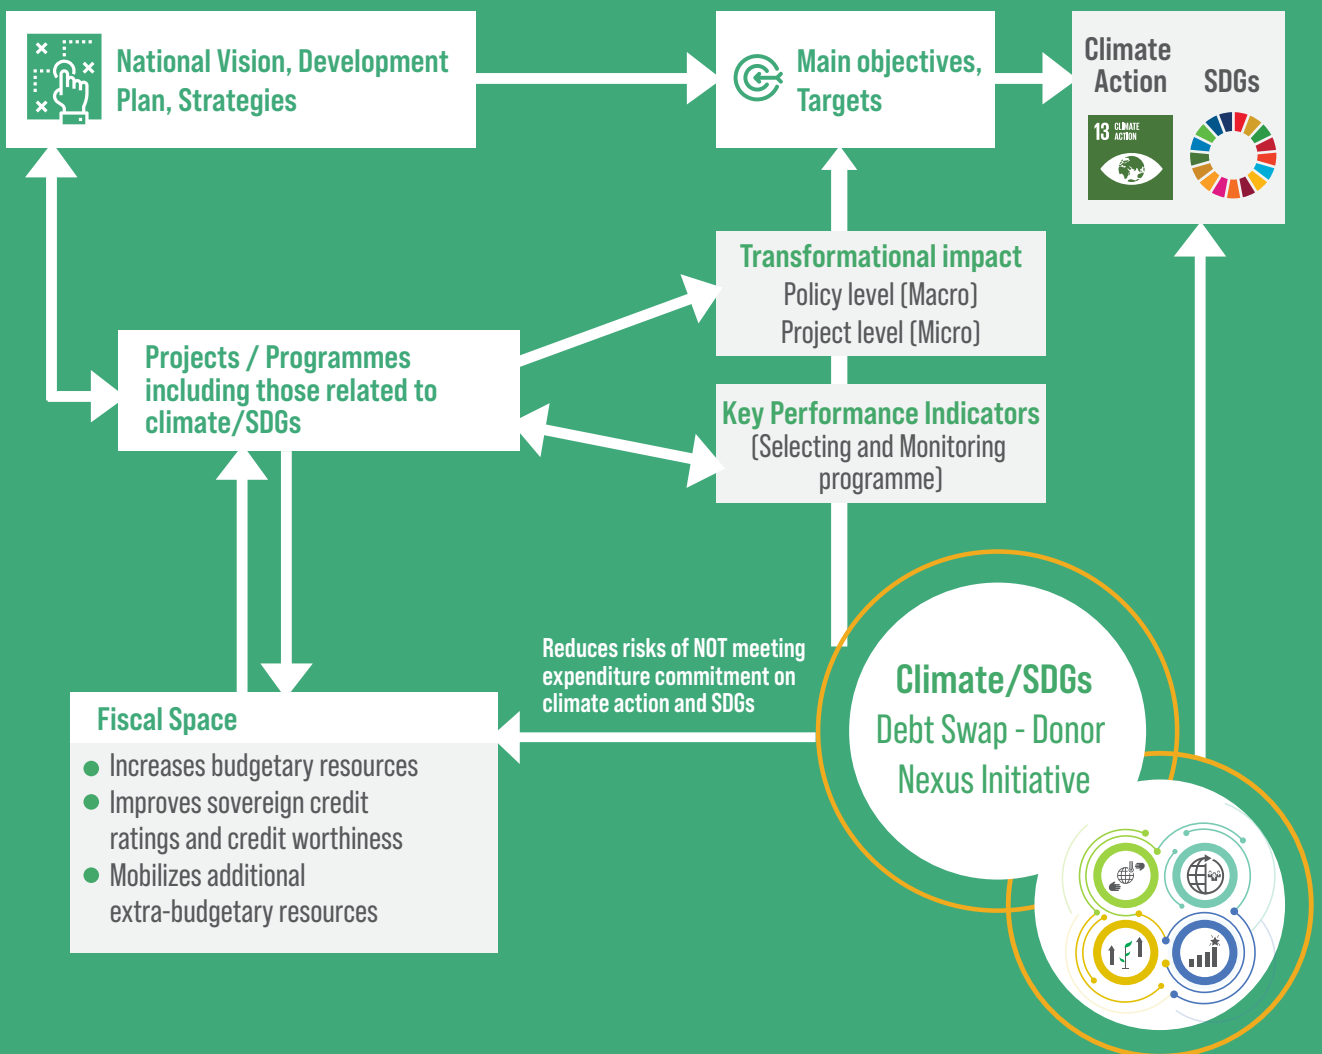 National Vision, Development
Plan, Strategies
Main objectives,
Targets
Climate
Action
SDGs
13 CLIMATE
ACTION
Transformational impact
Policy level (Macro)
Project level (Micro)
Projects / Programmes
including those related to
climate/SDGs
Key Performance Indicators
(Selecting and Monitoring
programme)
Reduces risks of NOT meeting
expenditure commitment on
climate action and SDGs
Climate/SDGs
Debt Swap - Donor
Nexus Initiative
Fiscal Space
Increases budgetary resources
Improves sovereign credit
ratings and credit worthiness
Mobilizes additional
extra-budgetary resources